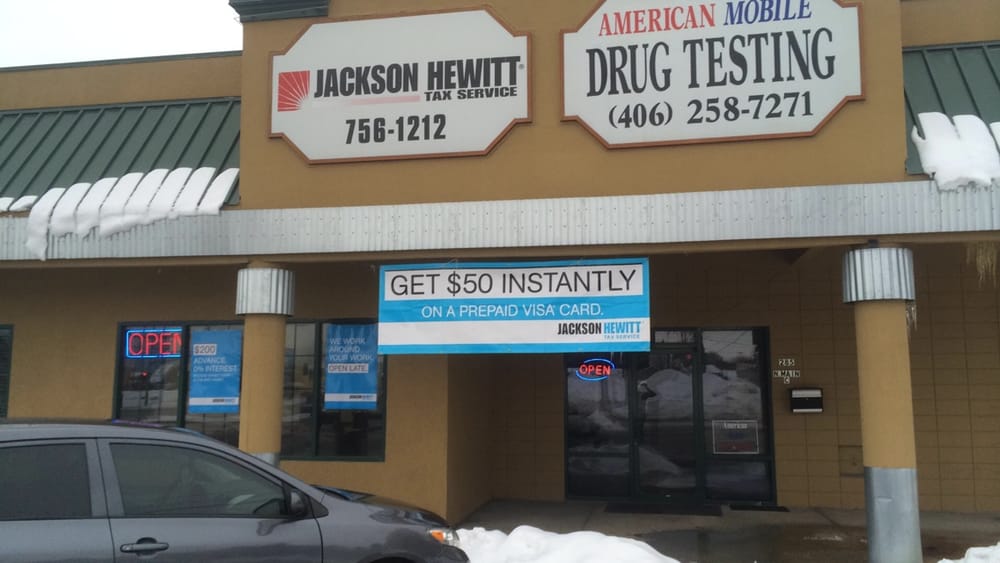 JACKSON HEWITT®
TAX SERVICE
756-1212
AMERICAN MOBILE
DRUG TESTING
(406) 258-7271
GET $50 INSTANTLY
ON A PREPAID VISA® CARD.
JACKSON HEWITT
TAX SERVICE
OPEN
$200
ADVANCE.
0% INTEREST.
WE WORK
AROUND
YOUR WORK.
OPEN LATE.
OPEN
285
N. MAIN
C
American